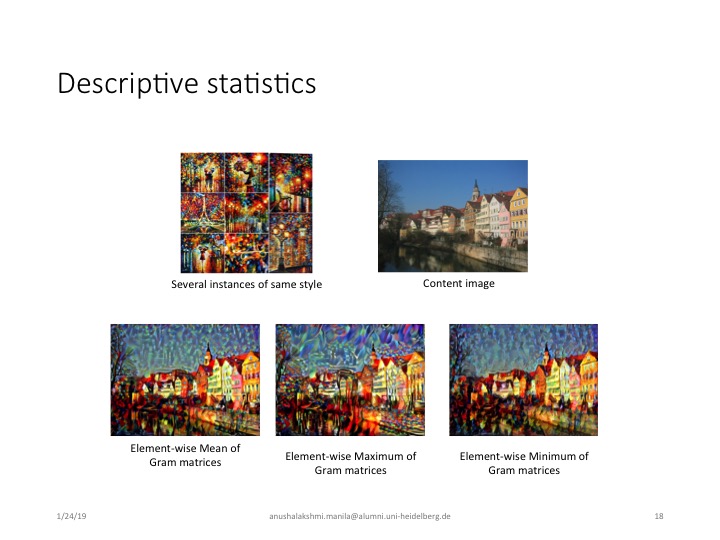 Descriptive statistics
Several instances of same style
Content image
Element-wise Mean of
Gram matrices
Element-wise Maximum of
Gram matrices
Element-wise Minimum of
Gram matrices
1/24/19
anushalakshmi.manila@alumni.uni-heidelberg.de
18